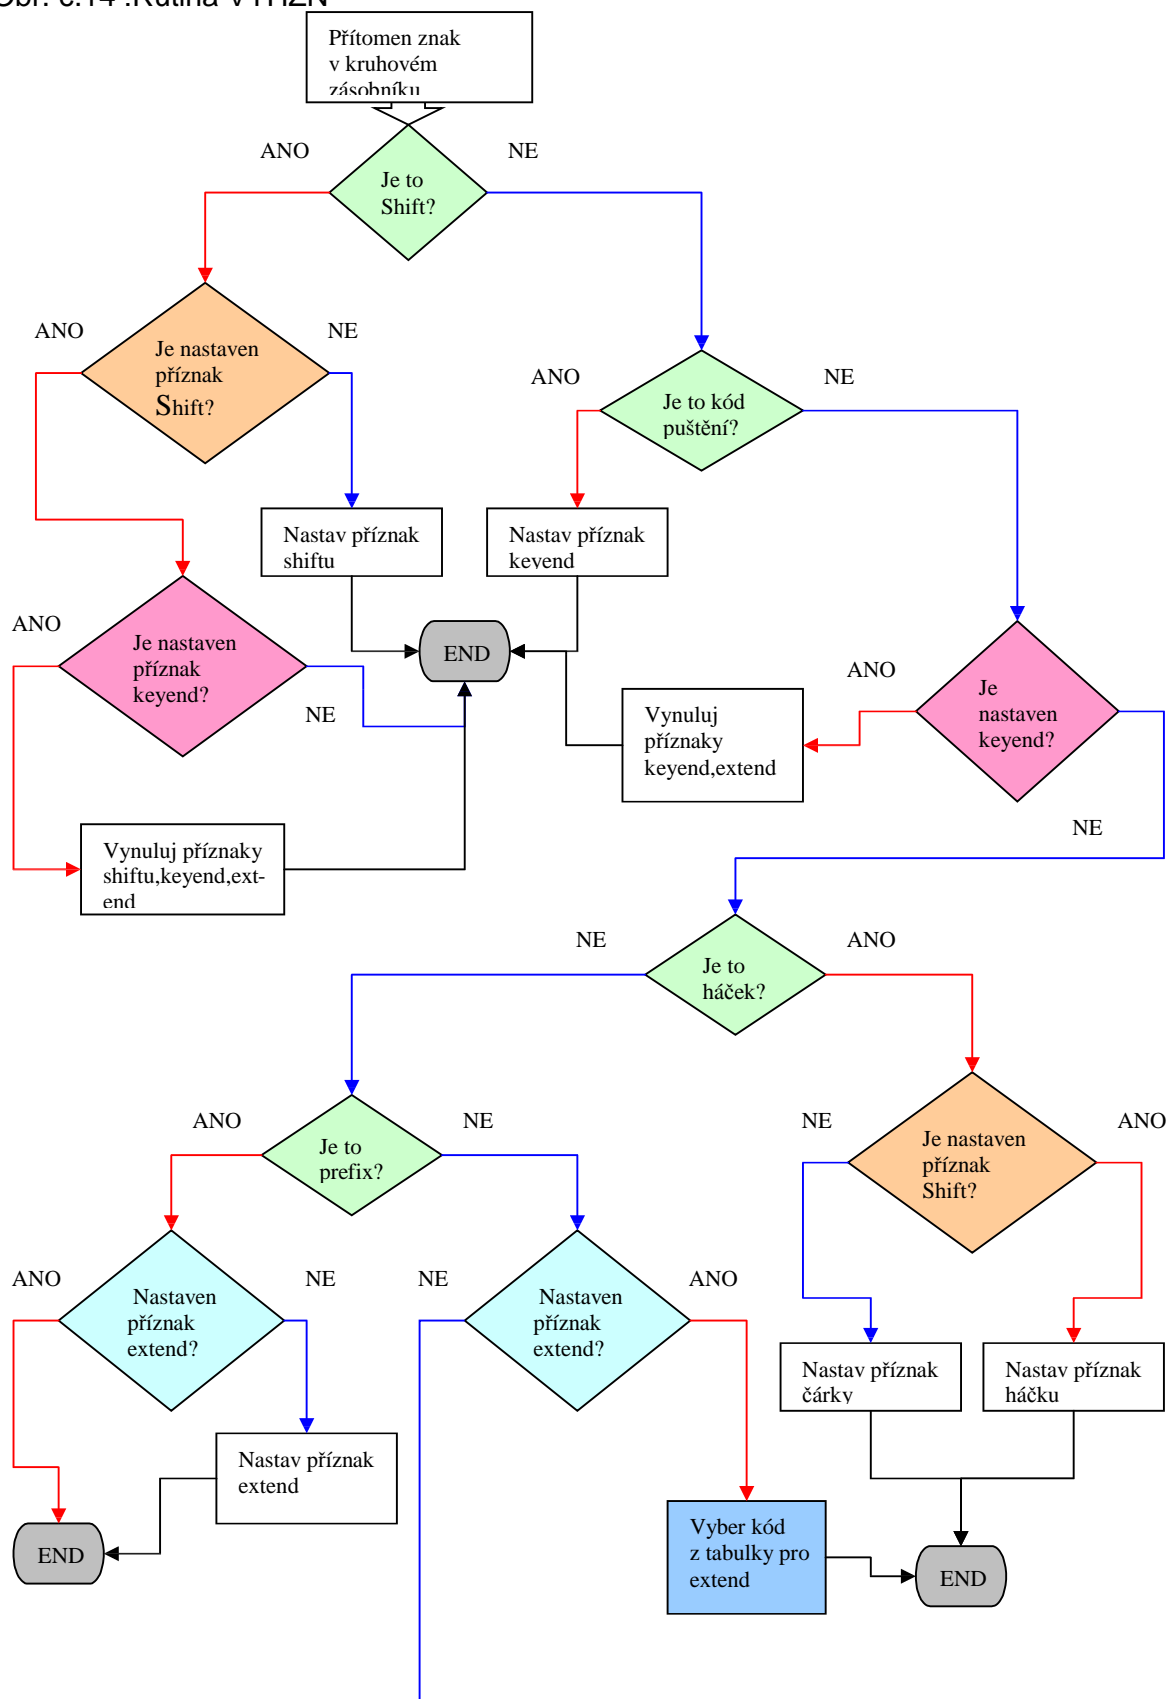 Přítomen znak
v kruhovém
zásobníku
ANO
NE
Je to
Shift?
ANO
NE
Je nastaven
příznak
Shift?
ANO
NE
Je to kód
puštění?
Nastav příznak
shiftu
Nastav příznak
keyend
ANO
Je nastaven
příznak
keyend?
NE
END
ANO
Je
nastaven
keyend?
Vynuluj
příznaky
keyend,extend
NE
Vynuluj příznaky
shiftu,keyend,ext-
end
NE
ANO
Je to
háček?
ANO
NE
Je to
prefix?
NE
ANO
Je nastaven
příznak
Shift?
ANO
NE
Nastaven
příznak
extend?
NE
ANO
Nastaven
příznak
extend?
Nastav příznak
čárky
Nastav příznak
háčku
Nastav příznak
extend
END
Vyber kód
z tabulky pro
extend
END